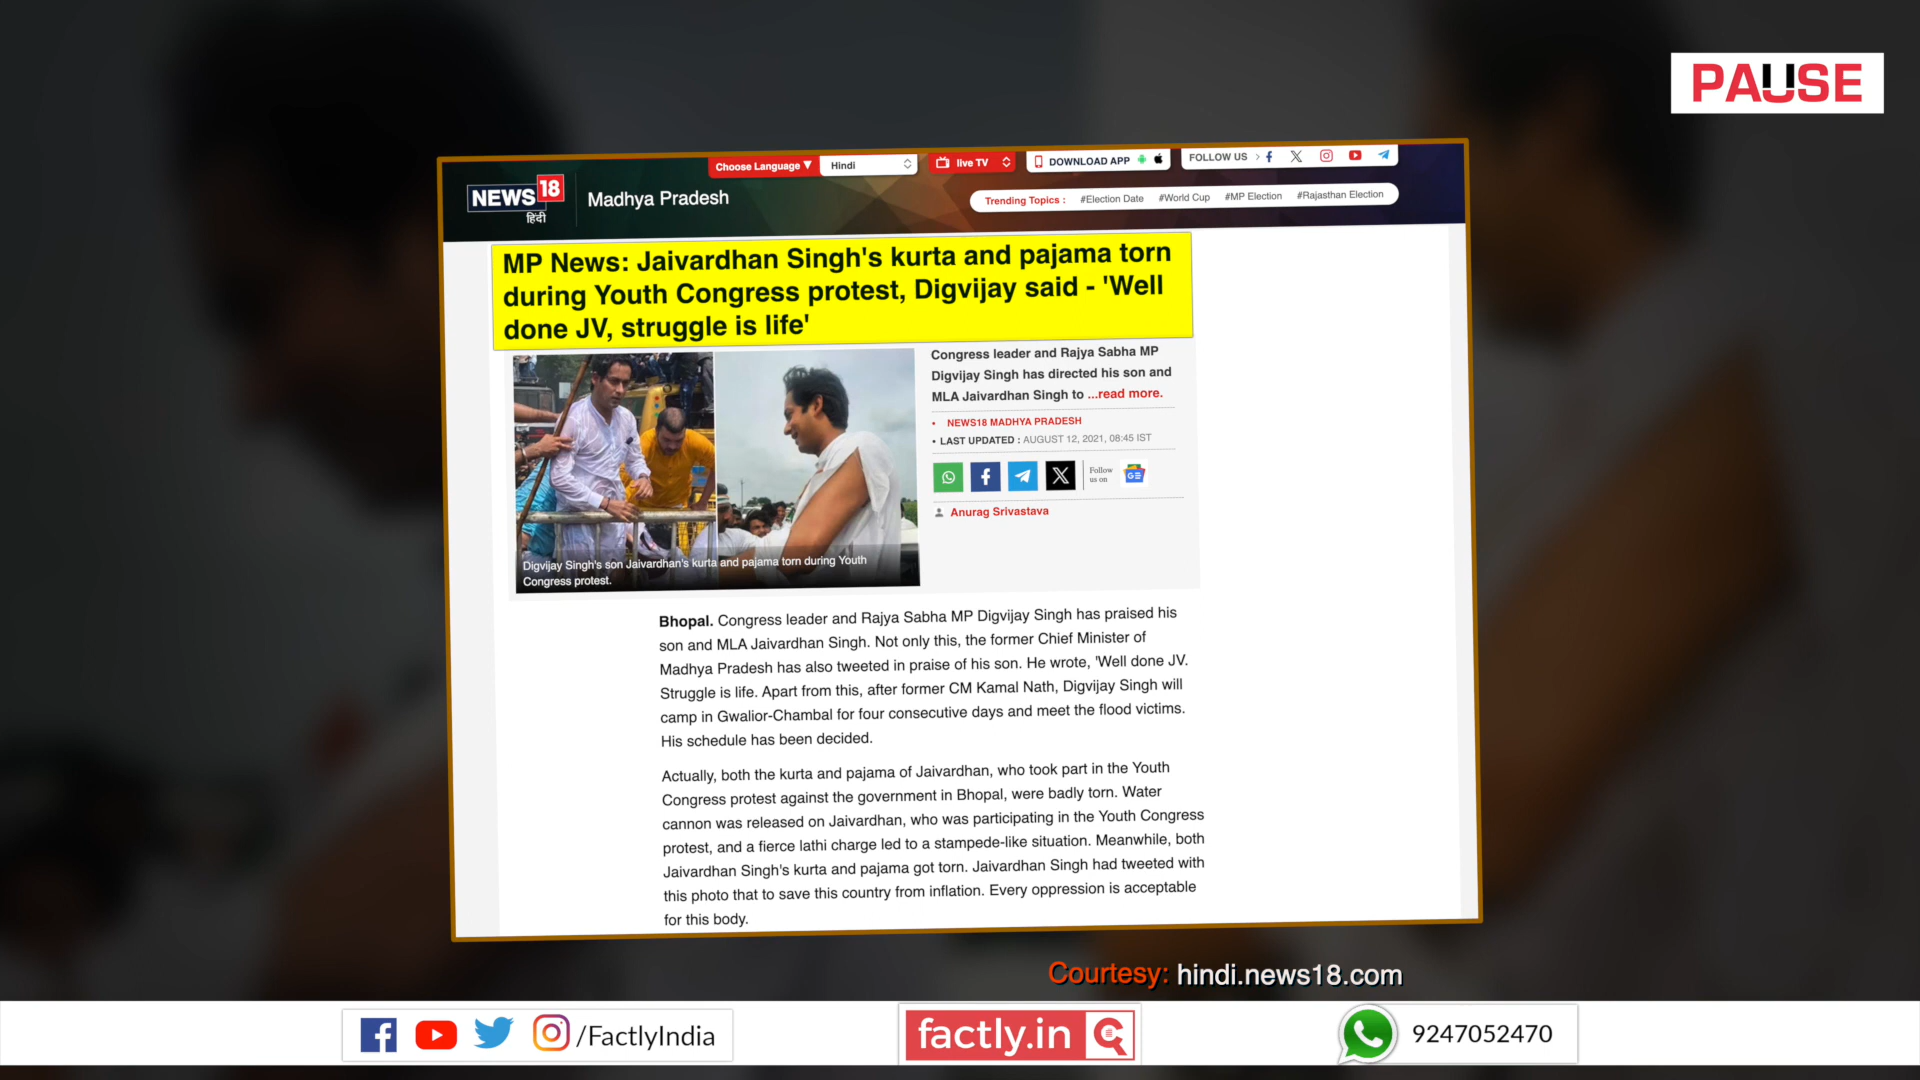 PAUSE
Choose Language ▼ Hindi live TV DOWNLOAD APP FOLLOW US >
NEWS 18
हिंदी
Madhya Pradesh
Trending Topics : #Election Date #World Cup #MP Election #Rajasthan Election
MP News: Jaivardhan Singh's kurta and pajama torn
during Youth Congress protest, Digvijay said - 'Well
done JV, struggle is life'
Congress leader and Rajya Sabha MP
Digvijay Singh has directed his son and
MLA Jaivardhan Singh to ...read more.
• NEWS18 MADHYA PRADESH
• LAST UPDATED : AUGUST 12, 2021, 08:45 IST
Follow
us on
GE
Anurag Srivastava
Digvijay Singh's son Jaivardhan's kurta and pajama torn during Youth
Congress protest.
Bhopal. Congress leader and Rajya Sabha MP Digvijay Singh has praised his
son and MLA Jaivardhan Singh. Not only this, the former Chief Minister of
Madhya Pradesh has also tweeted in praise of his son. He wrote, 'Well done JV.
Struggle is life. Apart from this, after former CM Kamal Nath, Digvijay Singh will
camp in Gwalior-Chambal for four consecutive days and meet the flood victims.
His schedule has been decided.
Actually, both the kurta and pajama of Jaivardhan, who took part in the Youth
Congress protest against the government in Bhopal, were badly torn. Water
cannon was released on Jaivardhan, who was participating in the Youth Congress
protest, and a fierce lathi charge led to a stampede-like situation. Meanwhile, both
Jaivardhan Singh's kurta and pajama got torn. Jaivardhan Singh had tweeted with
this photo that to save this country from inflation. Every oppression is acceptable
for this body.
Courtesy: hindi.news18.com
/FactlyIndia
factly.in
9247052470